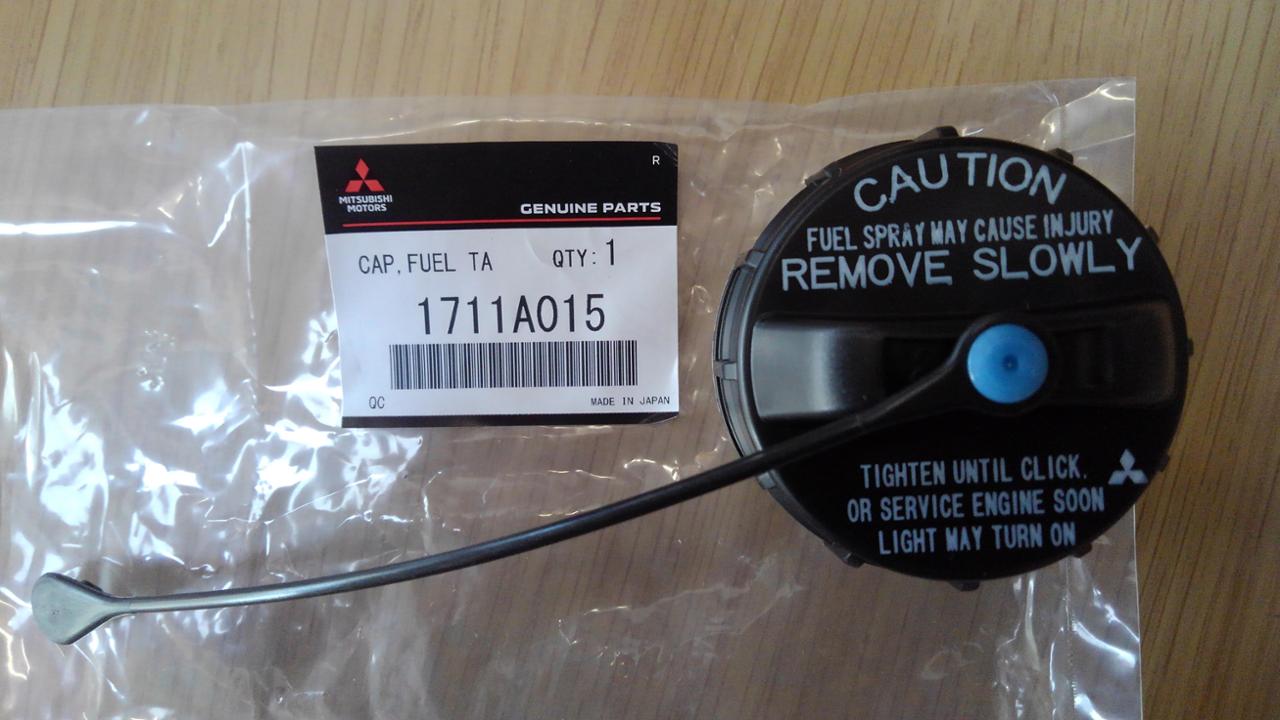 R
MITSUBISHI
MOTORS
GENUINE PARTS
CAP,FUEL TA QTY:1
1711A015
QC MADE IN JAPAN
CAUTION
FUEL SPRAY MAY CAUSE INJURY
REMOVE SLOWLY
TIGHTEN UNTIL CLICK.
OR SERVICE ENGINE SOON
LIGHT MAY TURN ON